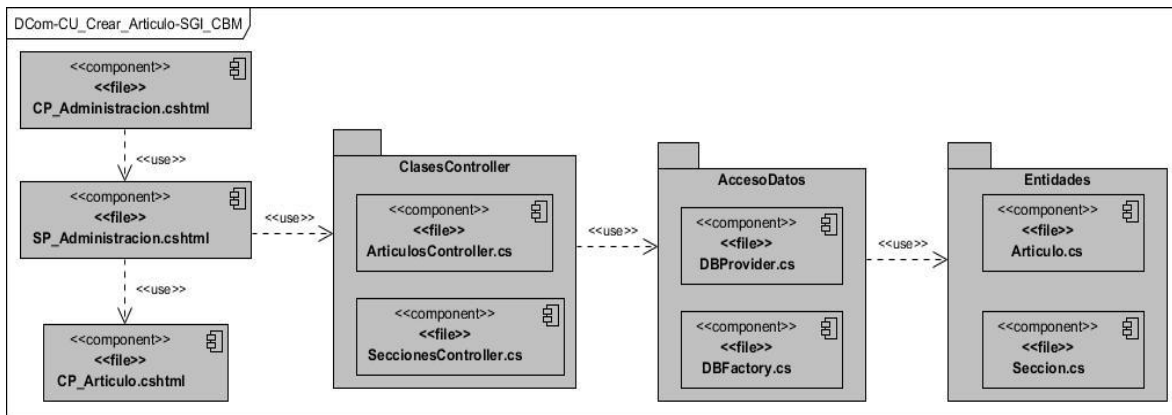 DCom-CU_Crear_Articulo-SGI_CBM
<<component>>
<<file>>
CP_Administracion.cshtml
<<use>>
<<component>>
<<file>>
SP_Administracion.cshtml
<<use>>
<<component>>
<<file>>
CP_Articulo.cshtml
<<use>>
ClasesController
<<component>>
<<file>>
ArticulosController.cs
<<component>>
<<file>>
SeccionesController.cs
<<use>>
AccesoDatos
<<component>>
<<file>>
DBProvider.cs
<<component>>
<<file>>
DBFactory.cs
<<use>>
Entidades
<<component>>
<<file>>
Articulo.cs
<<component>>
<<file>>
Seccion.cs